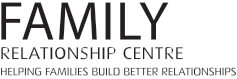 FAMILY
RELATIONSHIP CENTRE
HELPING FAMILIES BUILD BETTER RELATIONSHIPS